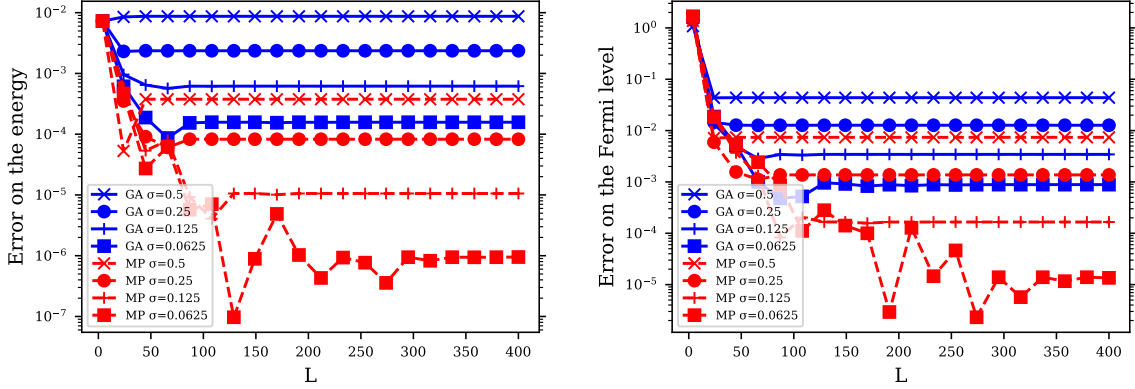 Error on the energy
10⁻²
10⁻³
10⁻⁴
10⁻⁵
10⁻⁶
10⁻⁷
GA σ=0.5
GA σ=0.25
GA σ=0.125
GA σ=0.0625
MP σ=0.5
MP σ=0.25
MP σ=0.125
MP σ=0.0625
0 50 100 150 200 250 300 350 400
L
Error on the Fermi level
10⁰
10⁻¹
10⁻²
10⁻³
10⁻⁴
10⁻⁵
GA σ=0.5
GA σ=0.25
GA σ=0.125
GA σ=0.0625
MP σ=0.5
MP σ=0.25
MP σ=0.125
MP σ=0.0625
0 50 100 150 200 250 300 350 400
L